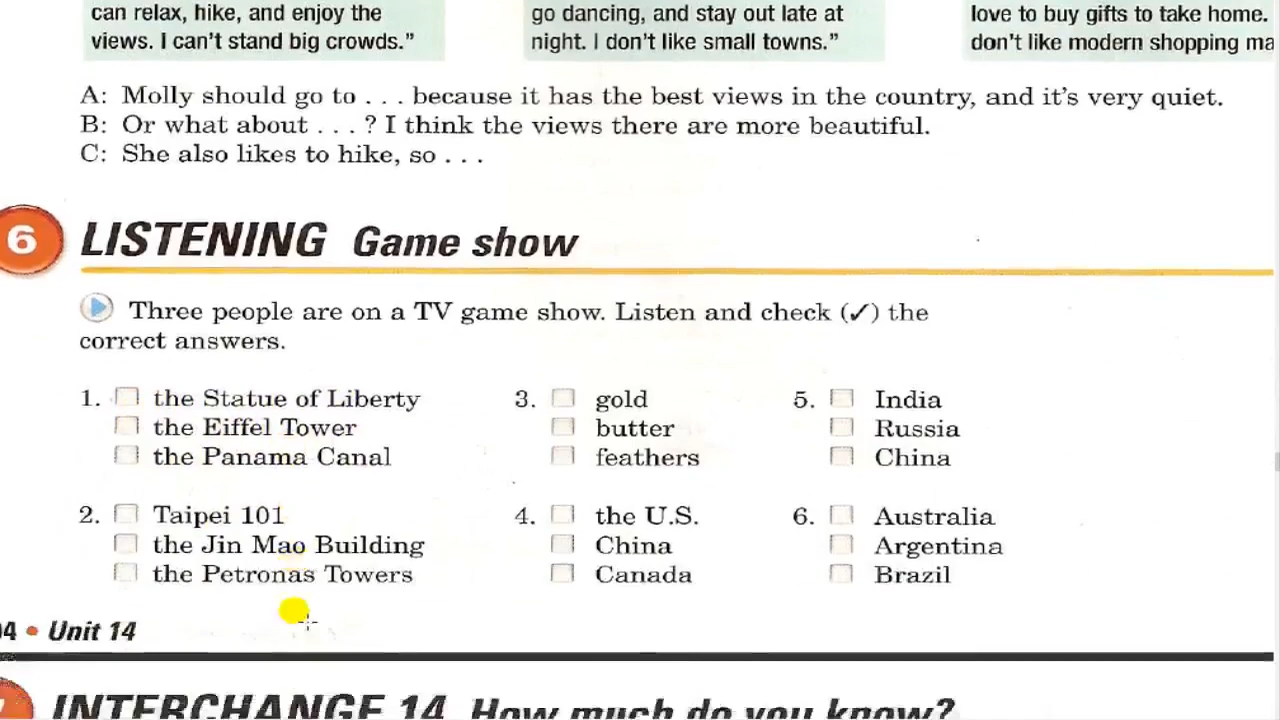 can relax, hike, and enjoy the
views. I can't stand big crowds."
go dancing, and stay out late at
night. I don't like small towns."
love to buy gifts to take home.
don't like modern shopping ma
A: Molly should go to . . . because it has the best views in the country, and it's very quiet.
B: Or what about . . . ? I think the views there are more beautiful.
C: She also likes to hike, so . . .
6 LISTENING Game show
Three people are on a TV game show. Listen and check (✓) the
correct answers.
1. the Statue of Liberty
the Eiffel Tower
the Panama Canal
2. Taipei 101
the Jin Mao Building
the Petronas Towers
3. gold
butter
feathers
4. the U.S.
China
Canada
5. India
Russia
China
6. Australia
Argentina
Brazil
04 • Unit 14
INTERCHANGE 14 How much do you know?